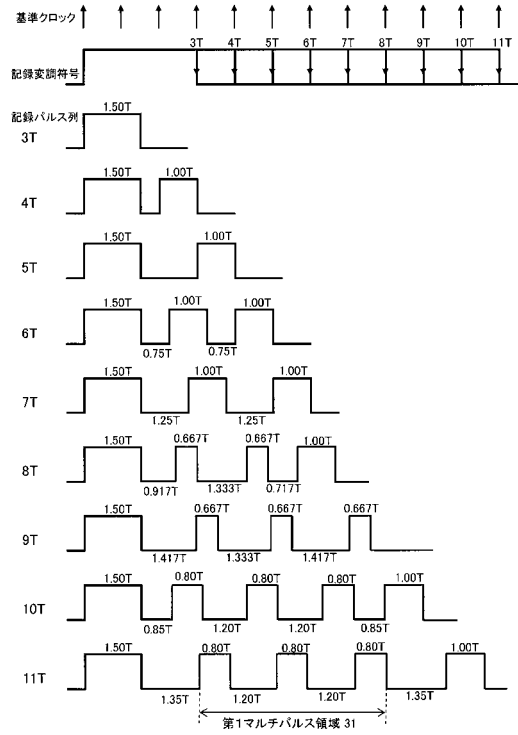 基準クロック
3T 4T 5T 6T 7T 8T 9T 10T 11T
記録変調符号
記録パルス列
1.50T
3T
1.50T 1.00T
4T
1.50T 1.00T
5T
1.50T 1.00T 1.00T
6T
0.75T 0.75T
1.50T 1.00T 1.00T
7T
1.25T 1.25T
1.50T 0.667T 0.667T 1.00T
8T
0.917T 1.333T 0.717T
1.50T 0.667T 0.667T 0.667T
9T
1.417T 1.333T 1.417T
1.50T 0.80T 0.80T 0.80T 1.00T
10T
0.85T 1.20T 1.20T 0.85T
1.50T 0.80T 0.80T 0.80T 1.00T
11T
1.35T 1.20T 1.20T 1.35T
第1マルチパルス領域 31